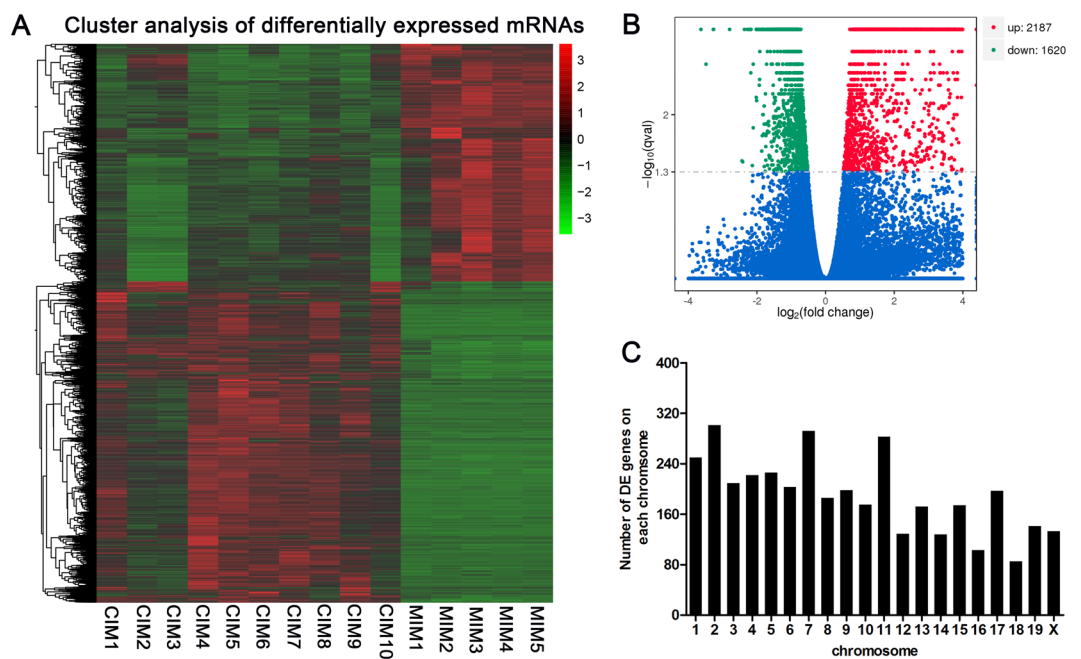 A
Cluster analysis of differentially expressed mRNAs
3
2
1
0
−1
−2
−3
CIM1
CIM2
CIM3
CIM4
CIM5
CIM6
CIM7
CIM8
CIM9
CIM10
MIM1
MIM2
MIM3
MIM4
MIM5
B
up: 2187
down: 1620
−log10(qval)
2
1.3
-4 -2 0 2 4
log2(fold change)
C
Number of DE genes on
each chromosome
400
320
240
160
80
0
1 2 3 4 5 6 7 8 9 10 11 12 13 14 15 16 17 18 19 X
chromosome